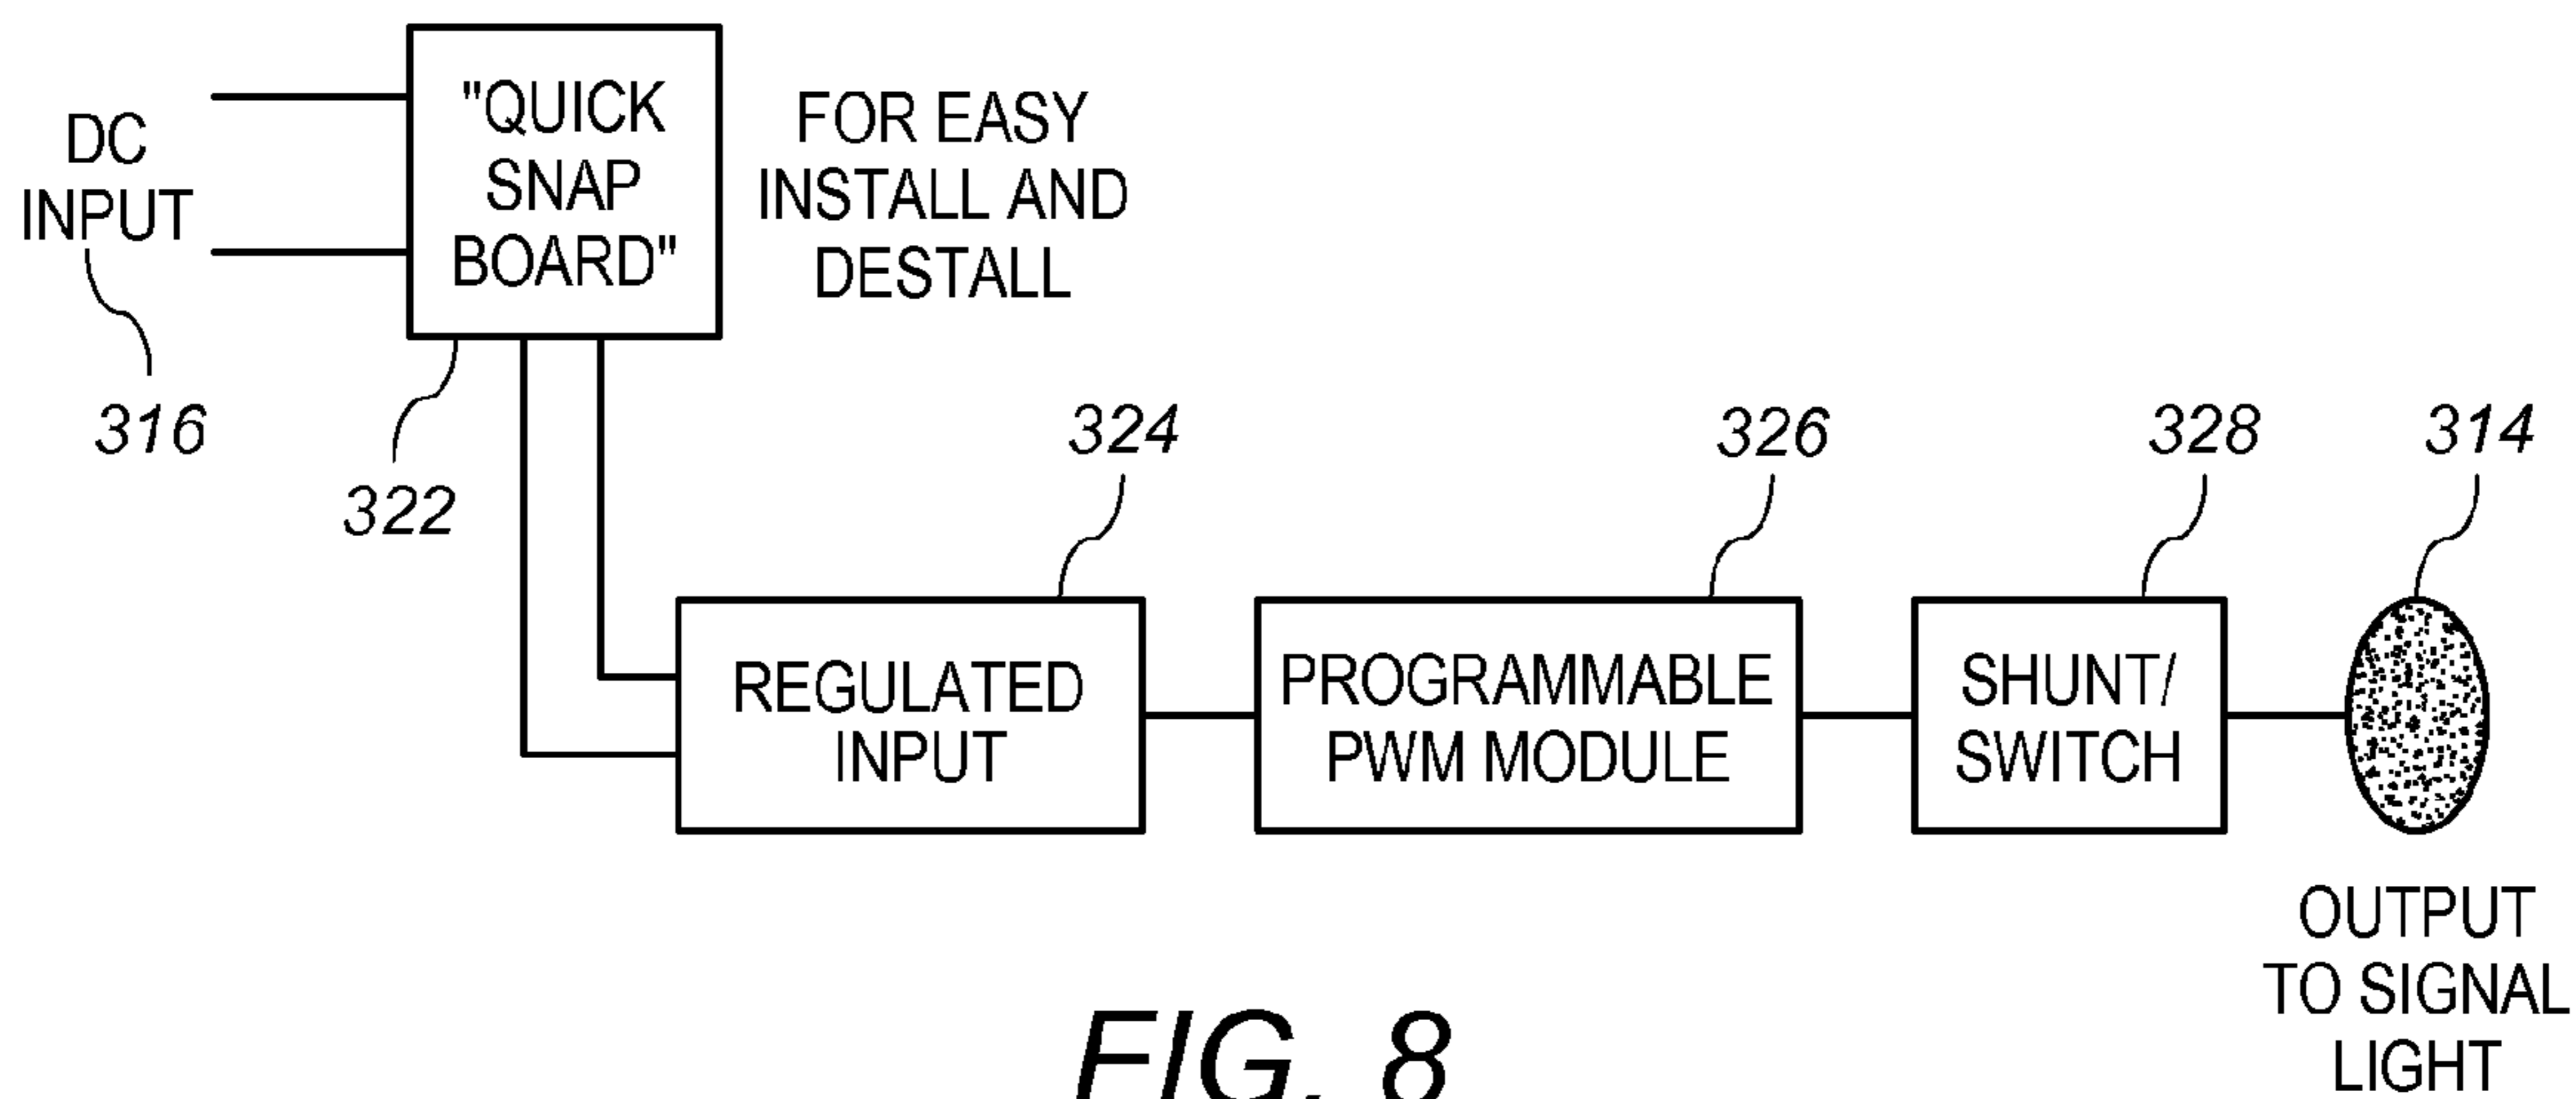 DC
INPUT
316
"QUICK
SNAP
BOARD"
322
FOR EASY
INSTALL AND
DESTALL
324
REGULATED
INPUT
326
PROGRAMMABLE
PWM MODULE
328
SHUNT/
SWITCH
314
OUTPUT
TO SIGNAL
LIGHT
FIG. 8